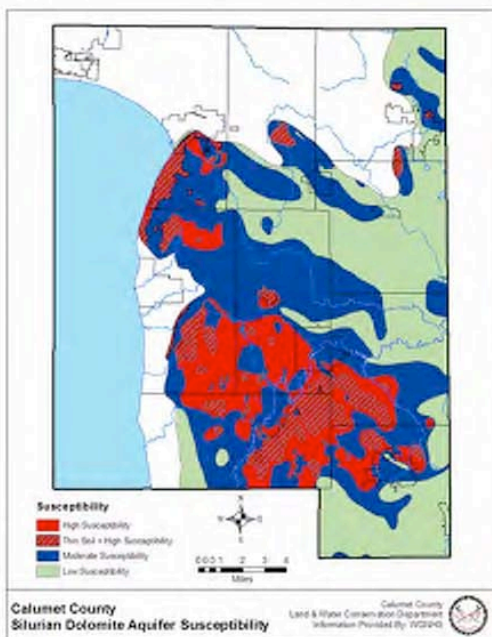 Susceptibility
High Susceptibility
Thin Soil + High Susceptibility
Moderate Susceptibility
Low Susceptibility
Miles
Calumet County
Silurian Dolomite Aquifer Susceptibility
Calumet County
Land & Water Conservation Department
Information Provided By: WGNHS